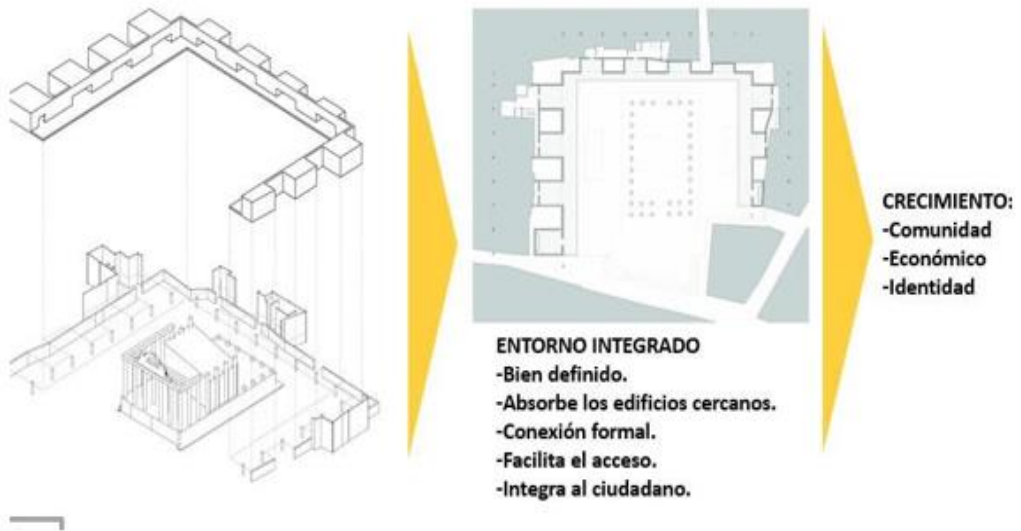 ENTORNO INTEGRADO
-Bien definido.
-Absorbe los edificios cercanos.
-Conexión formal.
-Facilita el acceso.
-Integra al ciudadano.
CRECIMIENTO:
-Comunidad
-Económico
-Identidad